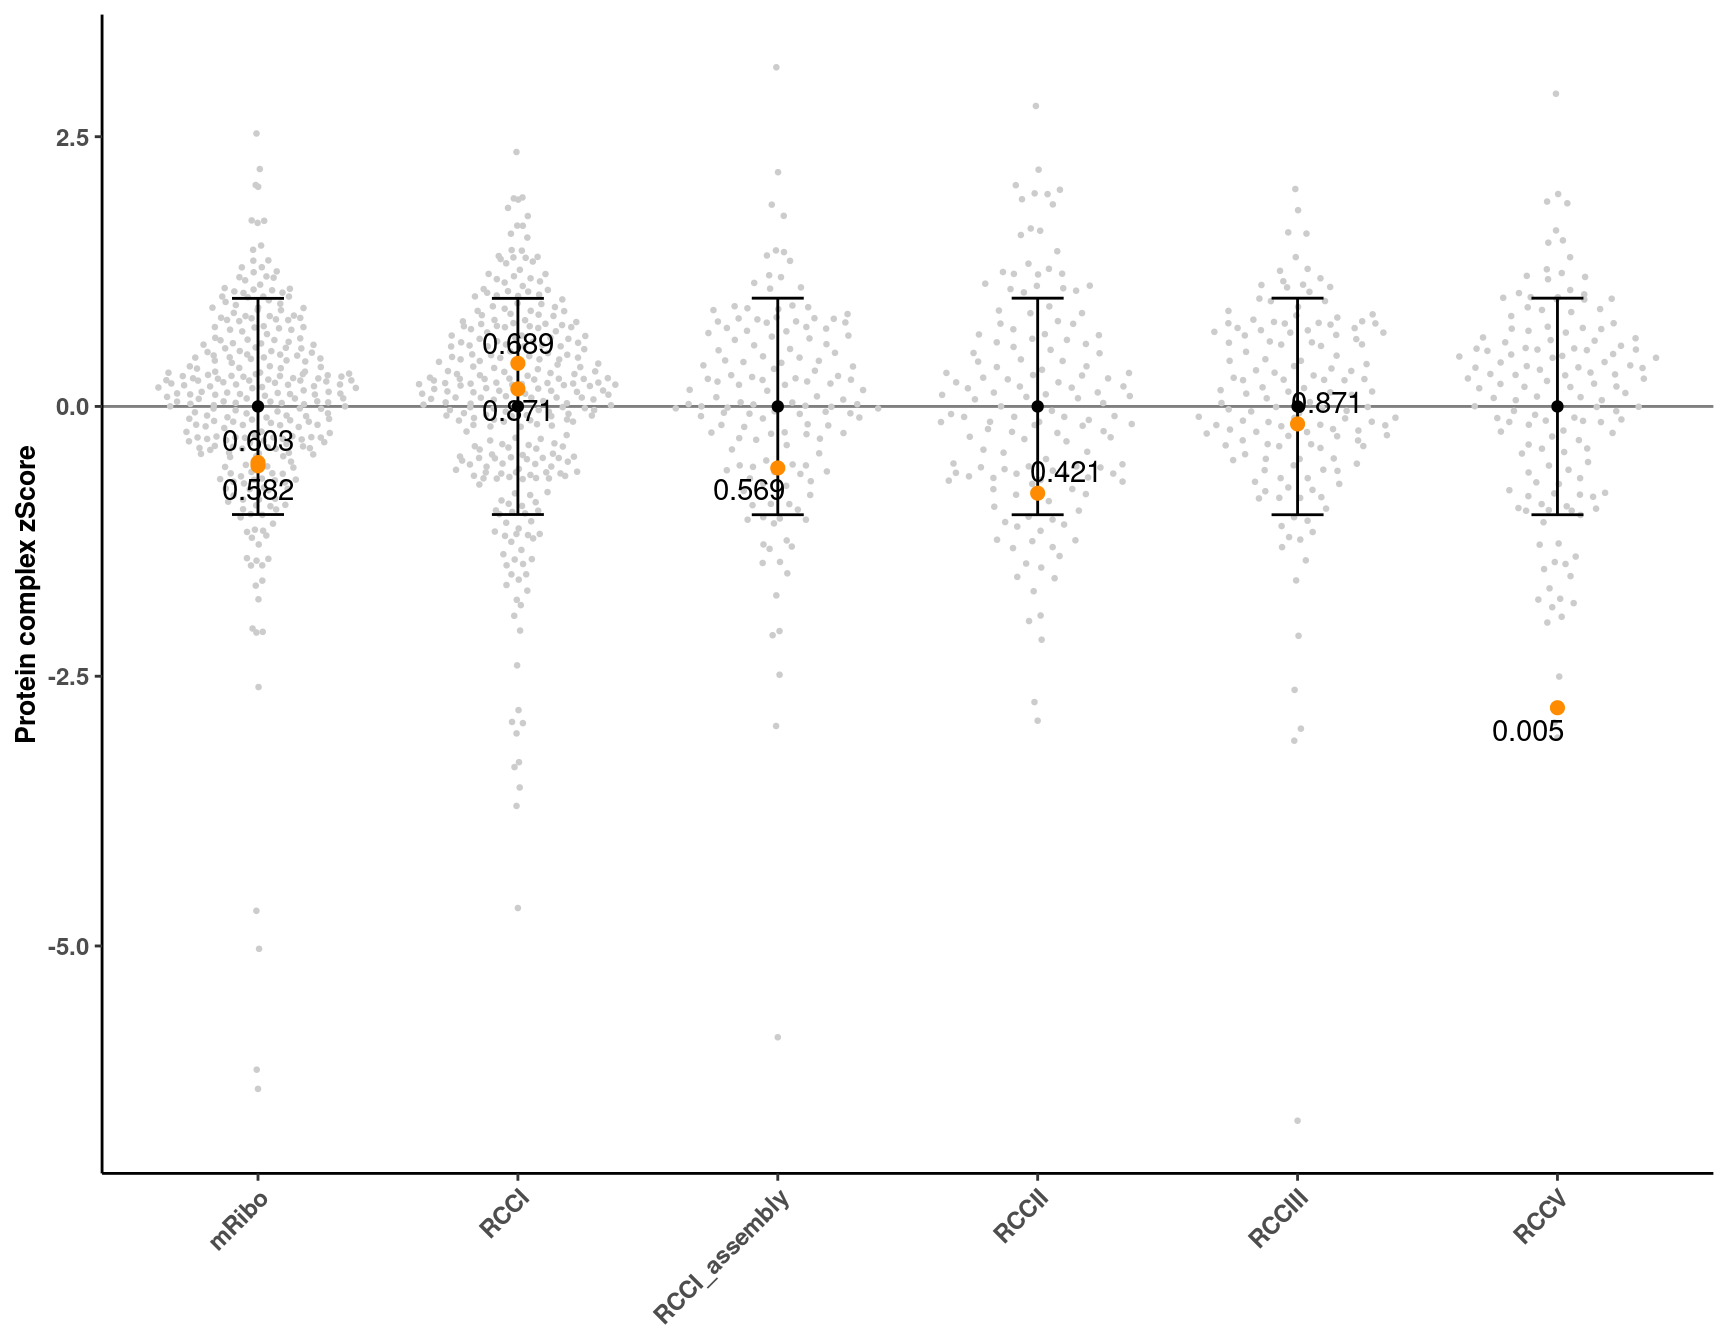 2.5
0.0
-2.5
-5.0
Protein complex zScore
0.603
0.582
0.689
0.871
0.569
0.421
0.871
0.005
mRibo
RCCI
RCCI_assembly
RCCII
RCCIII
RCCV